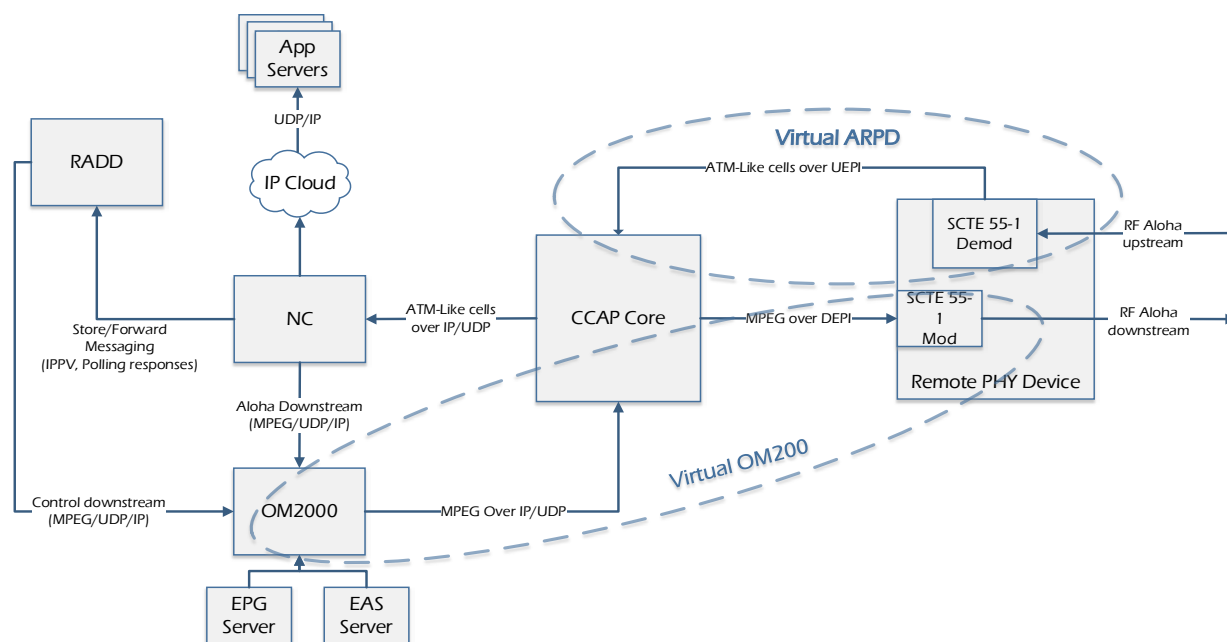 App
Servers
UDP/IP
Virtual ARPD
RADD
IP Cloud
ATM-Like cells over UEPI
SCTE 55-1
Demod
RF Aloha
upstream
NC
ATM-Like cells
over IP/UDP
CCAP Core
MPEG over DEPI
SCTE 55-
1
Mod
RF Aloha
downstream
Store/Forward
Messaging
(IPPV, Polling responses)
Remote PHY Device
Aloha Downstream
(MPEG/UDP/IP)
Virtual OM200
Control downstream
(MPEG/UDP/IP)
OM2000
MPEG Over IP/UDP
EPG
Server
EAS
Server